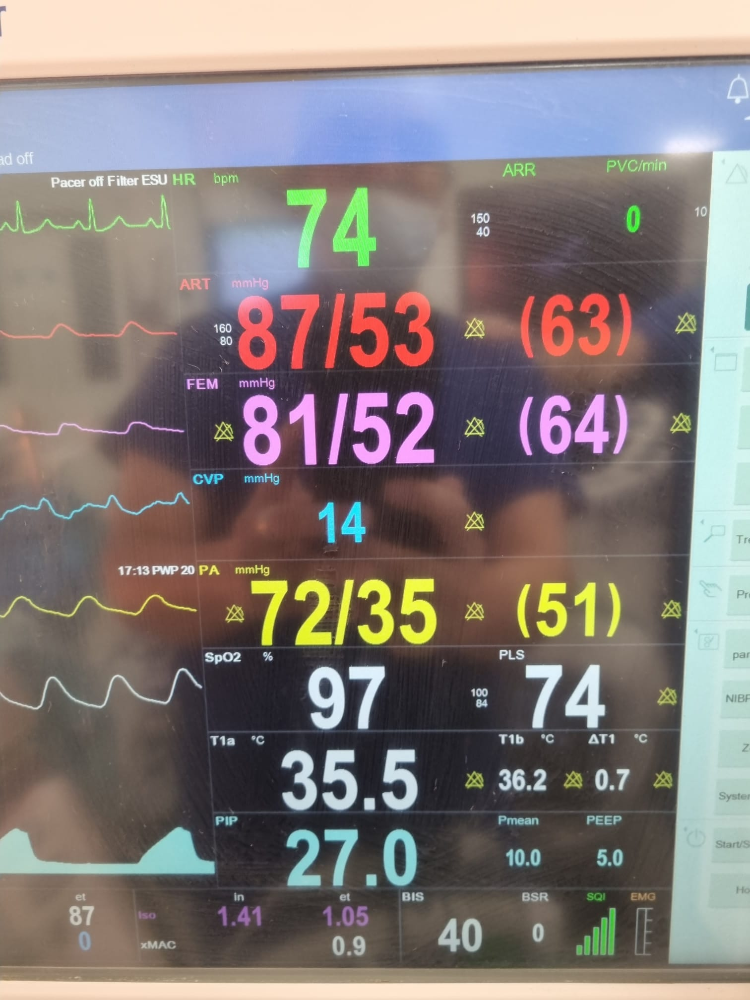 ad off
Pacer off Filter ESU HR bpm ARR PVC/min
74 150 40 0 10
ART mmHg
160 80 87/53 (63)
FEM mmHg
81/52 (64)
CVP mmHg
14
17:13 PWP 20 PA mmHg
72/35 (51)
SpO2 % PLS
97 100 84 74
T1a °C T1b °C ΔT1 °C
35.5 36.2 0.7
PIP Pmean PEEP
27.0 10.0 5.0
et in et BIS BSR SQI EMG
87 Iso 1.41 1.05 40 0
0 xMAC 0.9
Tre
Pro
par
NIBP
Z
System
Start/S
Ho